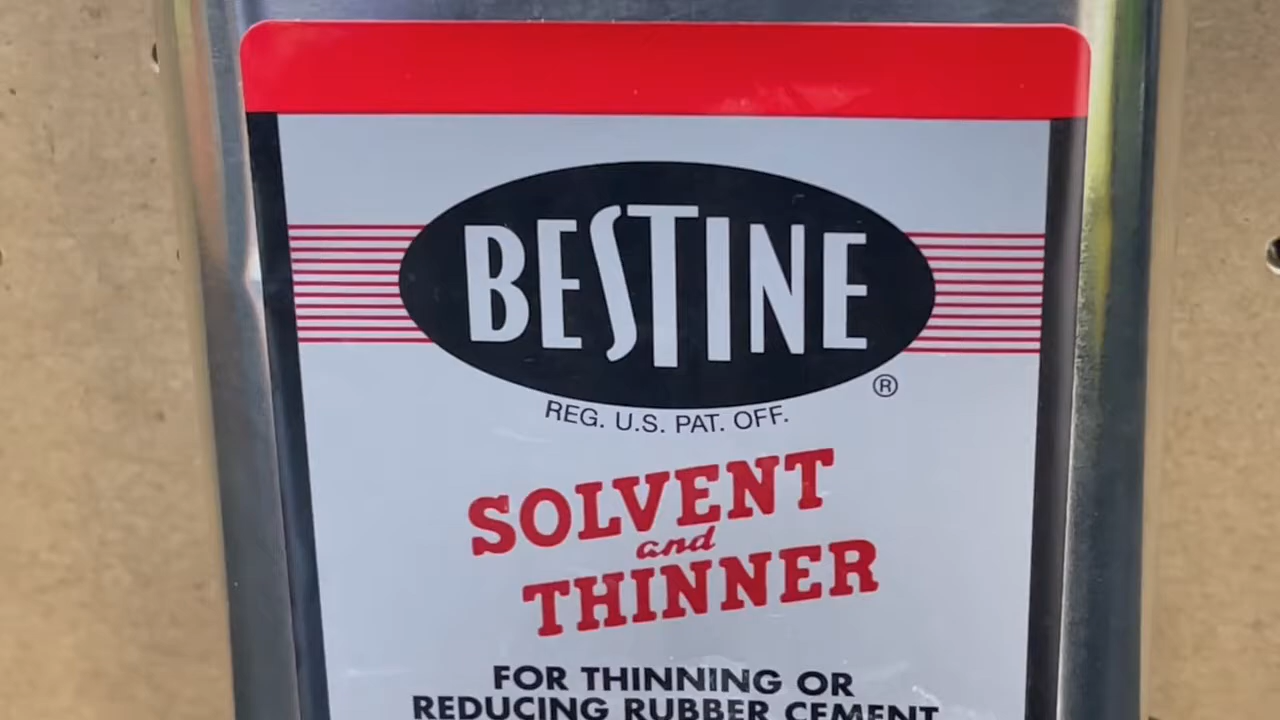 BESTINE
®
REG. U.S. PAT. OFF.
SOLVENT
and
THINNER
FOR THINNING OR
REDUCING RUBBER CEMENT